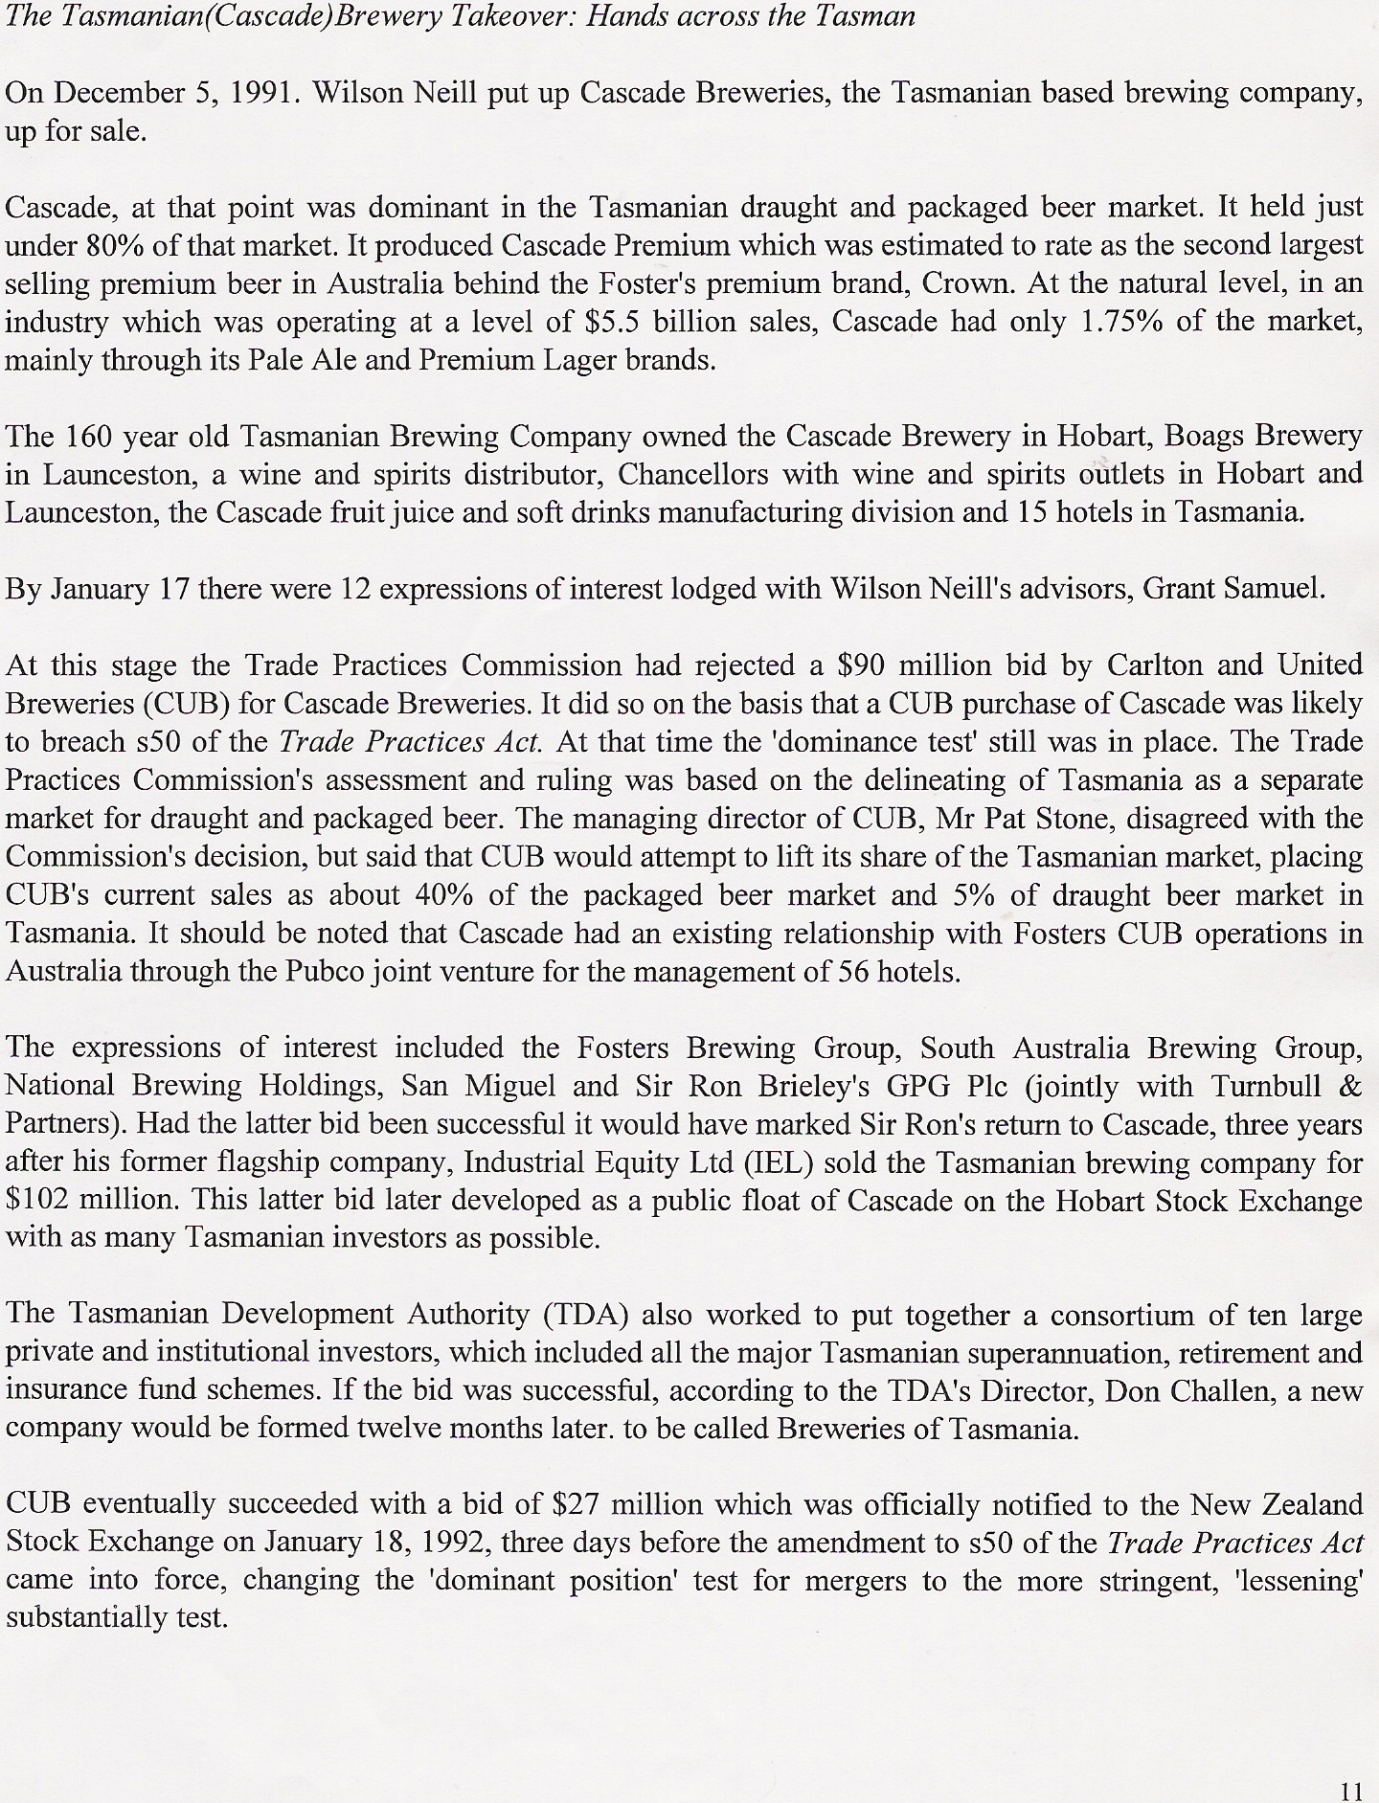 The Tasmanian(Cascade)Brewery Takeover: Hands across the Tasman
On December 5, 1991. Wilson Neill put up Cascade Breweries, the Tasmanian based brewing company,
up for sale.
Cascade, at that point was dominant in the Tasmanian draught and packaged beer market. It held just
under 80% of that market. It produced Cascade Premium which was estimated to rate as the second largest
selling premium beer in Australia behind the Foster's premium brand, Crown. At the natural level, in an
industry which was operating at a level of $5.5 billion sales, Cascade had only 1.75% of the market,
mainly through its Pale Ale and Premium Lager brands.
The 160 year old Tasmanian Brewing Company owned the Cascade Brewery in Hobart, Boags Brewery
in Launceston, a wine and spirits distributor, Chancellors with wine and spirits outlets in Hobart and
Launceston, the Cascade fruit juice and soft drinks manufacturing division and 15 hotels in Tasmania.
By January 17 there were 12 expressions of interest lodged with Wilson Neill's advisors, Grant Samuel.
At this stage the Trade Practices Commission had rejected a $90 million bid by Carlton and United
Breweries (CUB) for Cascade Breweries. It did so on the basis that a CUB purchase of Cascade was likely
to breach s50 of the Trade Practices Act. At that time the 'dominance test' still was in place. The Trade
Practices Commission's assessment and ruling was based on the delineating of Tasmania as a separate
market for draught and packaged beer. The managing director of CUB, Mr Pat Stone, disagreed with the
Commission's decision, but said that CUB would attempt to lift its share of the Tasmanian market, placing
CUB's current sales as about 40% of the packaged beer market and 5% of draught beer market in
Tasmania. It should be noted that Cascade had an existing relationship with Fosters CUB operations in
Australia through the Pubco joint venture for the management of 56 hotels.
The expressions of interest included the Fosters Brewing Group, South Australia Brewing Group,
National Brewing Holdings, San Miguel and Sir Ron Brieley's GPG Plc (jointly with Turnbull &
Partners). Had the latter bid been successful it would have marked Sir Ron's return to Cascade, three years
after his former flagship company, Industrial Equity Ltd (IEL) sold the Tasmanian brewing company for
$102 million. This latter bid later developed as a public float of Cascade on the Hobart Stock Exchange
with as many Tasmanian investors as possible.
The Tasmanian Development Authority (TDA) also worked to put together a consortium of ten large
private and institutional investors, which included all the major Tasmanian superannuation, retirement and
insurance fund schemes. If the bid was successful, according to the TDA's Director, Don Challen, a new
company would be formed twelve months later. to be called Breweries of Tasmania.
CUB eventually succeeded with a bid of $27 million which was officially notified to the New Zealand
Stock Exchange on January 18, 1992, three days before the amendment to s50 of the Trade Practices Act
came into force, changing the 'dominant position' test for mergers to the more stringent, 'lessening'
substantially test.
11